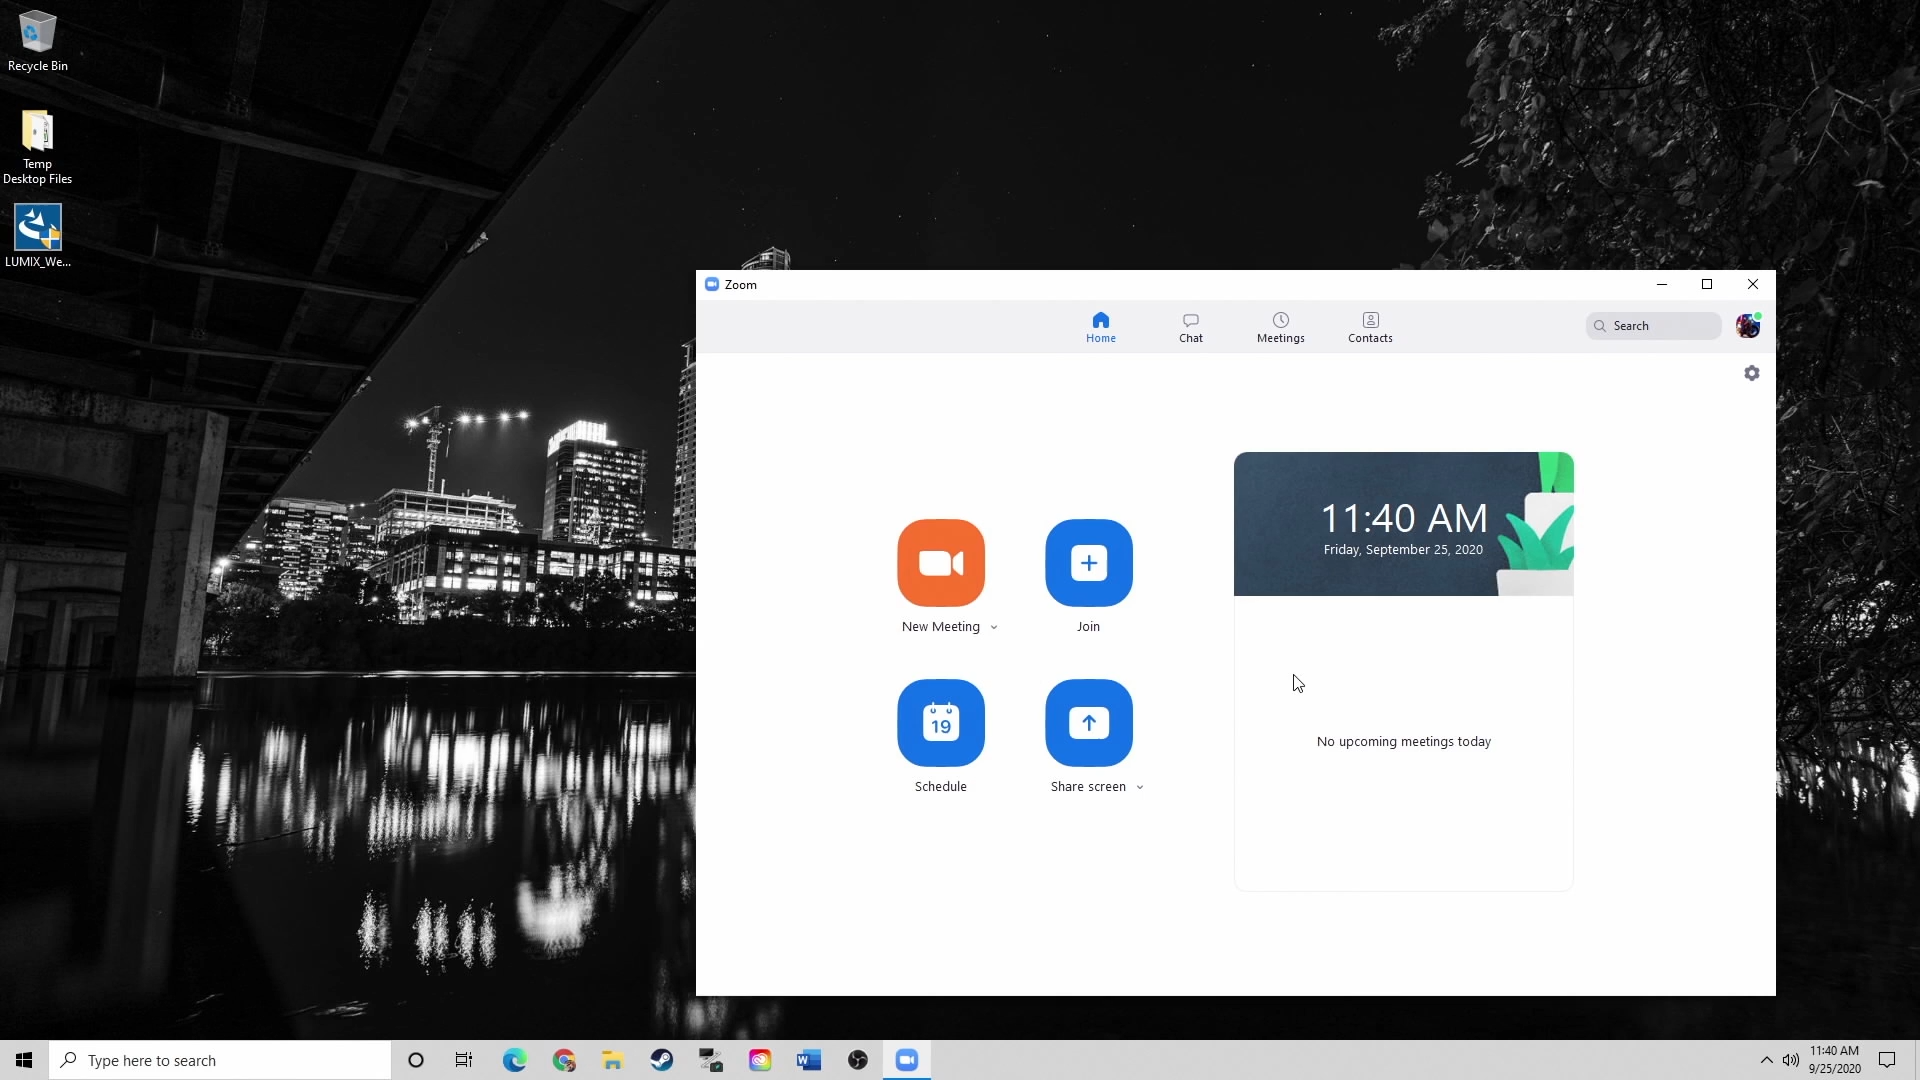 Recycle Bin
Temp
Desktop Files
LUMIX_We...
Zoom
Home
Chat
Meetings
Contacts
Search
11:40 AM
Friday, September 25, 2020
New Meeting
Join
19
Schedule
Share screen
No upcoming meetings today
Type here to search
W
11:40 AM
9/25/2020